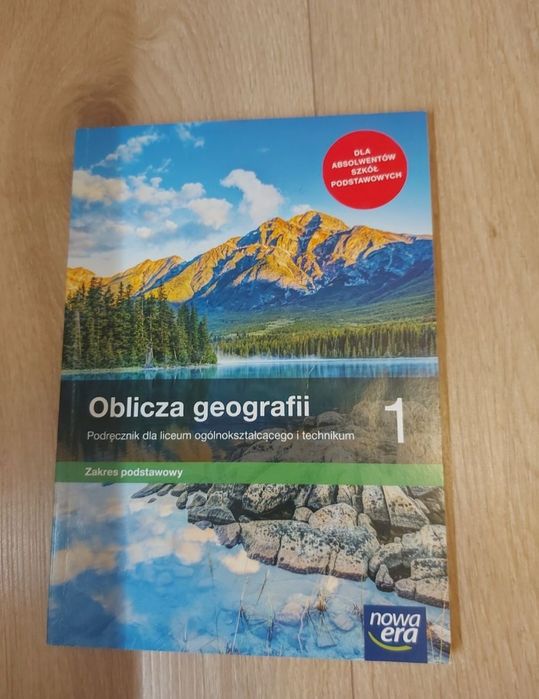 DLA
ABSOLWENTÓW
SZKÓŁ
PODSTAWOWYCH
Oblicza geografii 1
Podręcznik dla liceum ogólnokształcącego i technikum
Zakres podstawowy
nowa
era